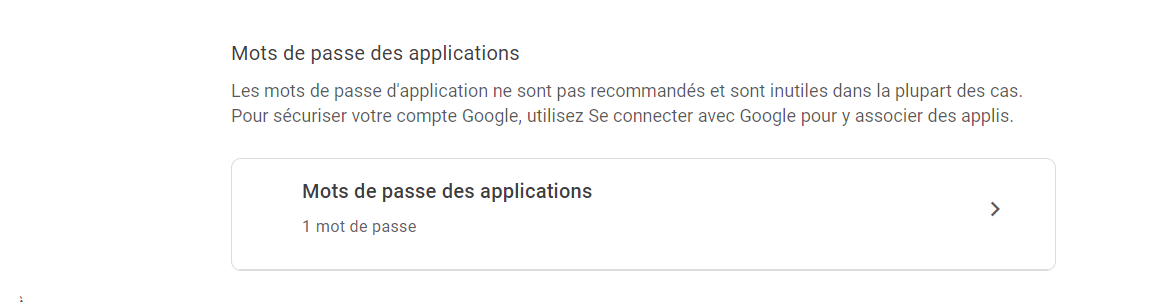 Mots de passe des applications
Les mots de passe d'application ne sont pas recommandés et sont inutiles dans la plupart des cas.
Pour sécuriser votre compte Google, utilisez Se connecter avec Google pour y associer des applis.
Mots de passe des applications
1 mot de passe